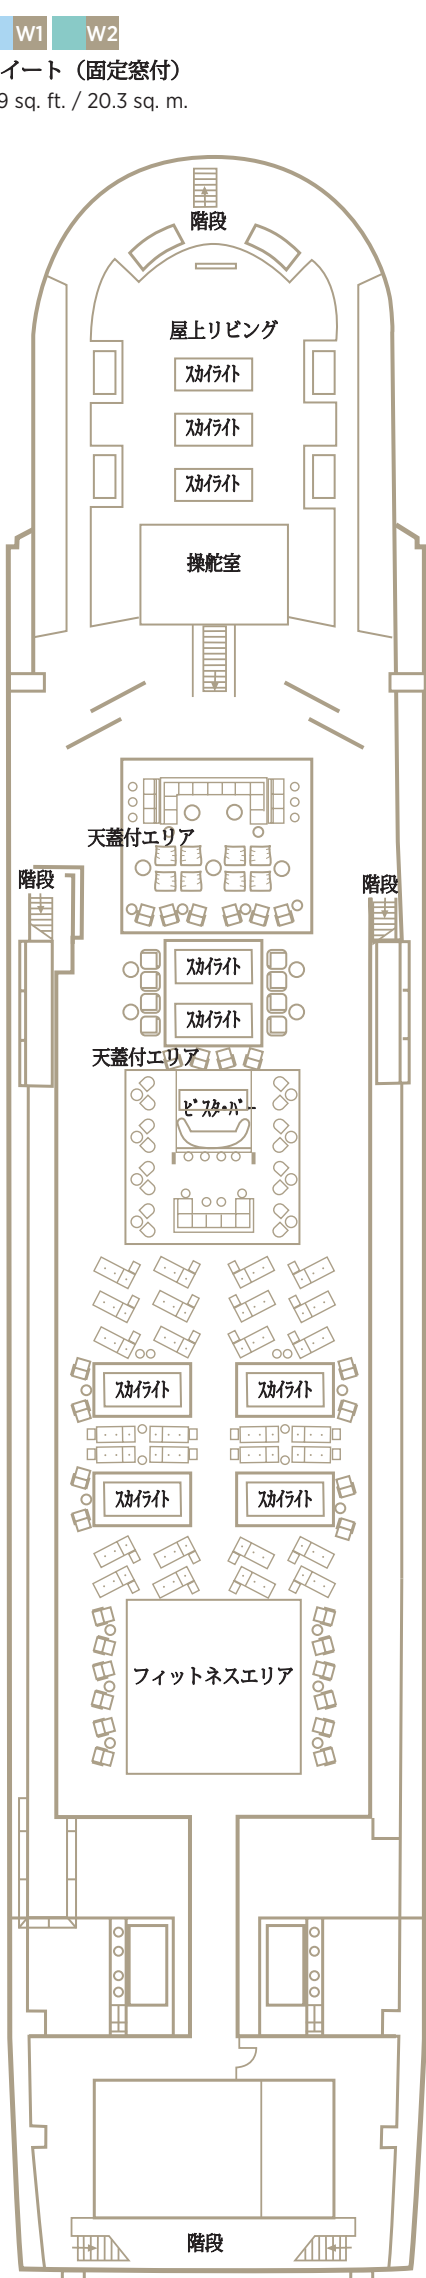 W1 W2
イート（固定窓付）
9 sq. ft. / 20.3 sq. m.
階段
屋上リビング
スカイライト
スカイライト
スカイライト
操舵室
天蓋付エリア
階段
階段
スカイライト
スカイライト
天蓋付エリア
ビスタ・バー
スカイライト スカイライト
スカイライト スカイライト
フィットネスエリア
階段